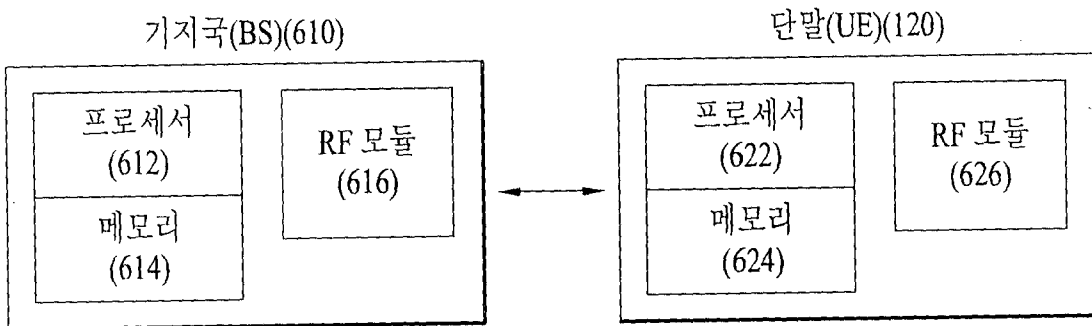 기지국(BS)(610)
단말(UE)(120)
프로세서
(612)
메모리
(614)
RF 모듈
(616)
프로세서
(622)
메모리
(624)
RF 모듈
(626)